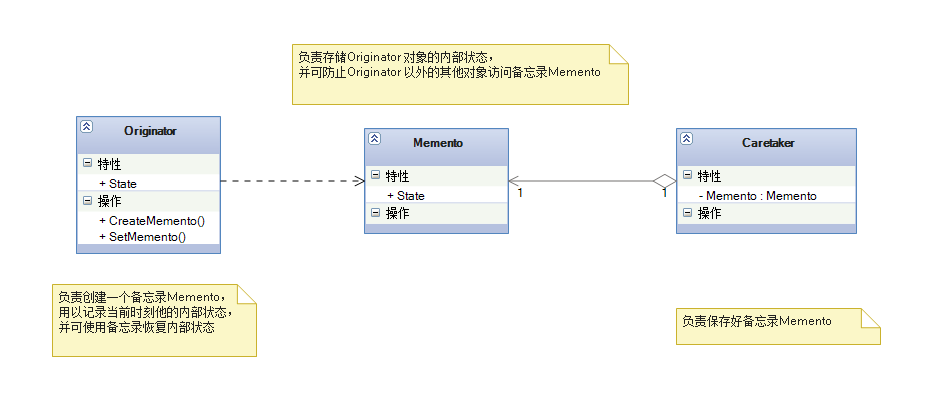 负责存储Originator 对象的内部状态，
并可防止Originator 以外的其他对象访问备忘录Memento
Originator
特性
+ State
操作
+ CreateMemento()
+ SetMemento()
Memento
特性
+ State
操作
1
1
Caretaker
特性
- Memento : Memento
操作
负责创建一个备忘录Memento，
用以记录当前时刻他的内部状态，
并可使用备忘录恢复内部状态
负责保存好备忘录Memento